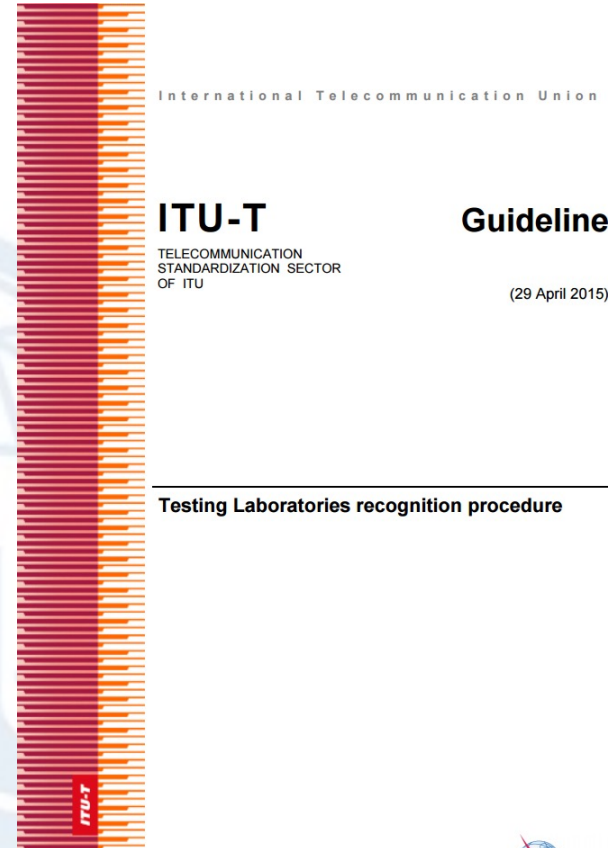 International Telecommunication Union
ITU-T
Guideline
TELECOMMUNICATION
STANDARDIZATION SECTOR
OF ITU
(29 April 2015)
Testing Laboratories recognition procedure
ITU-T